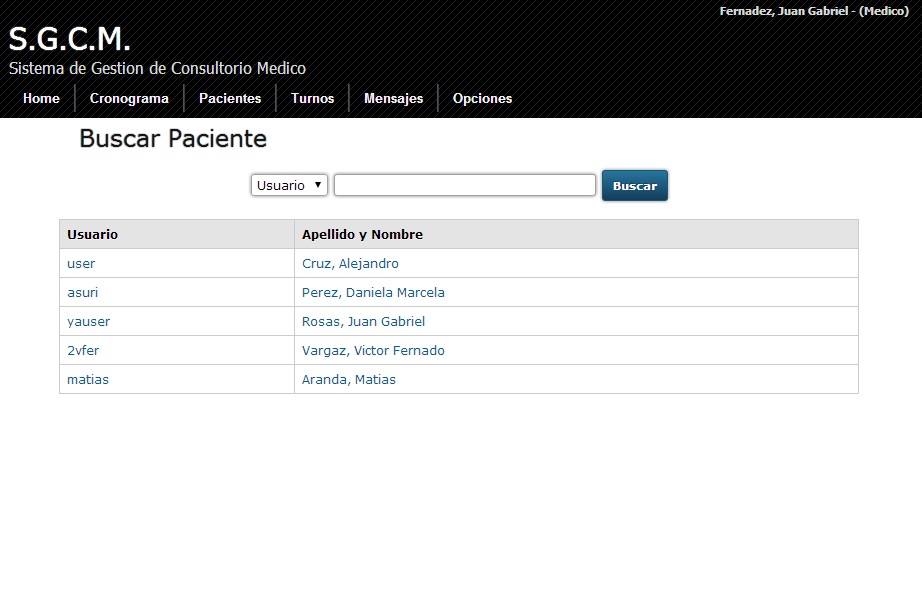 Fernadez, Juan Gabriel - (Medico)
S.G.C.M.
Sistema de Gestion de Consultorio Medico
Home Cronograma Pacientes Turnos Mensajes Opciones
Buscar Paciente
Usuario Buscar
Usuario Apellido y Nombre
user Cruz, Alejandro
asuri Perez, Daniela Marcela
yauser Rosas, Juan Gabriel
2vfer Vargaz, Victor Fernado
matias Aranda, Matias